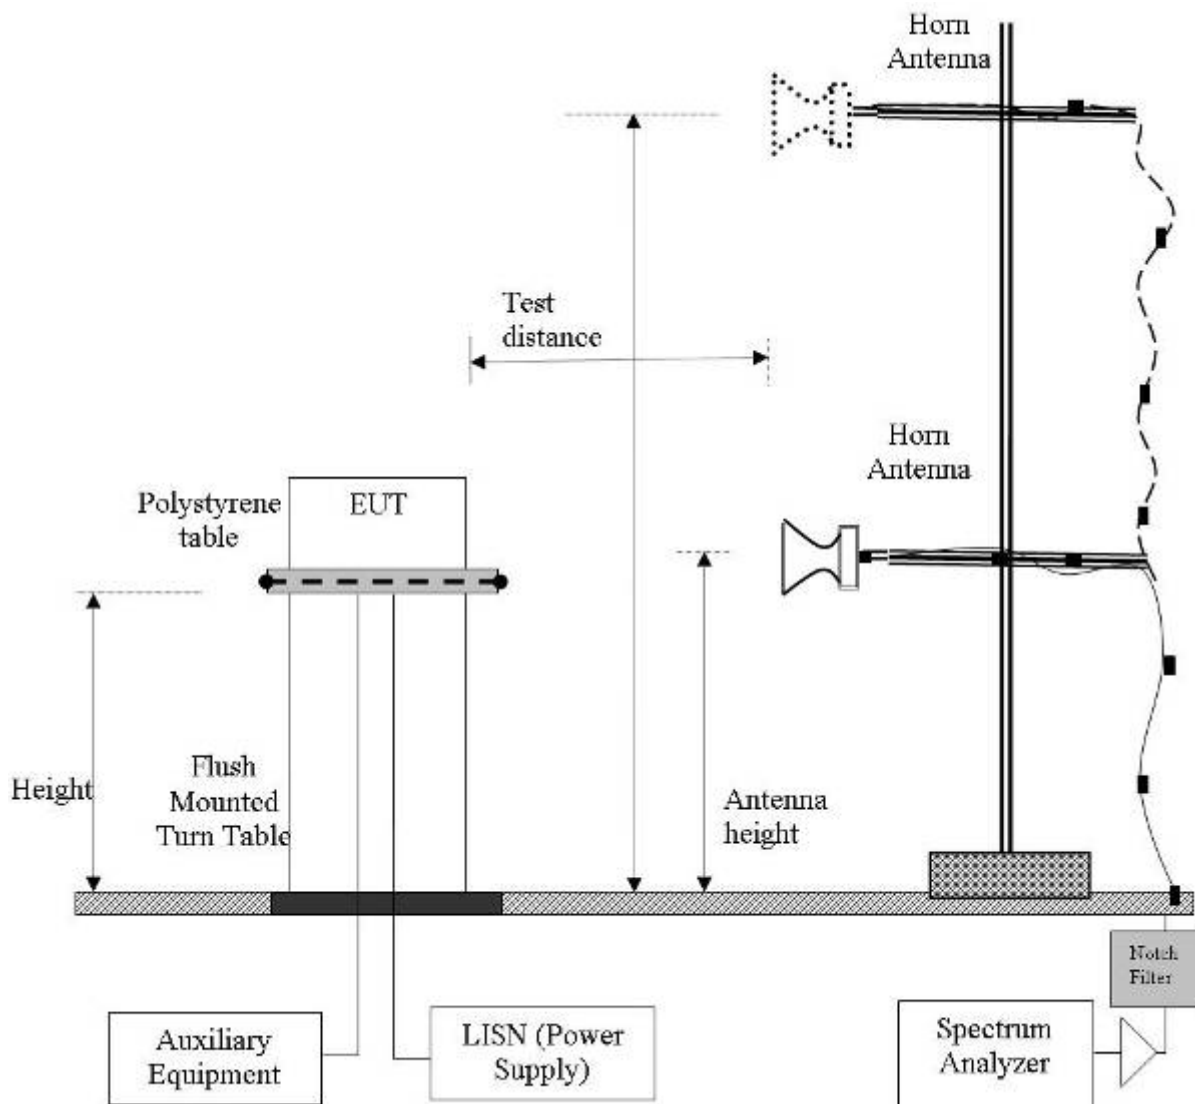 Horn
Antenna
Test
distance
Horn
Antenna
Polystyrene
table
EUT
Height
Flush
Mounted
Turn Table
Antenna
height
Notch
Filter
Auxiliary
Equipment
LISN (Power
Supply)
Spectrum
Analyzer